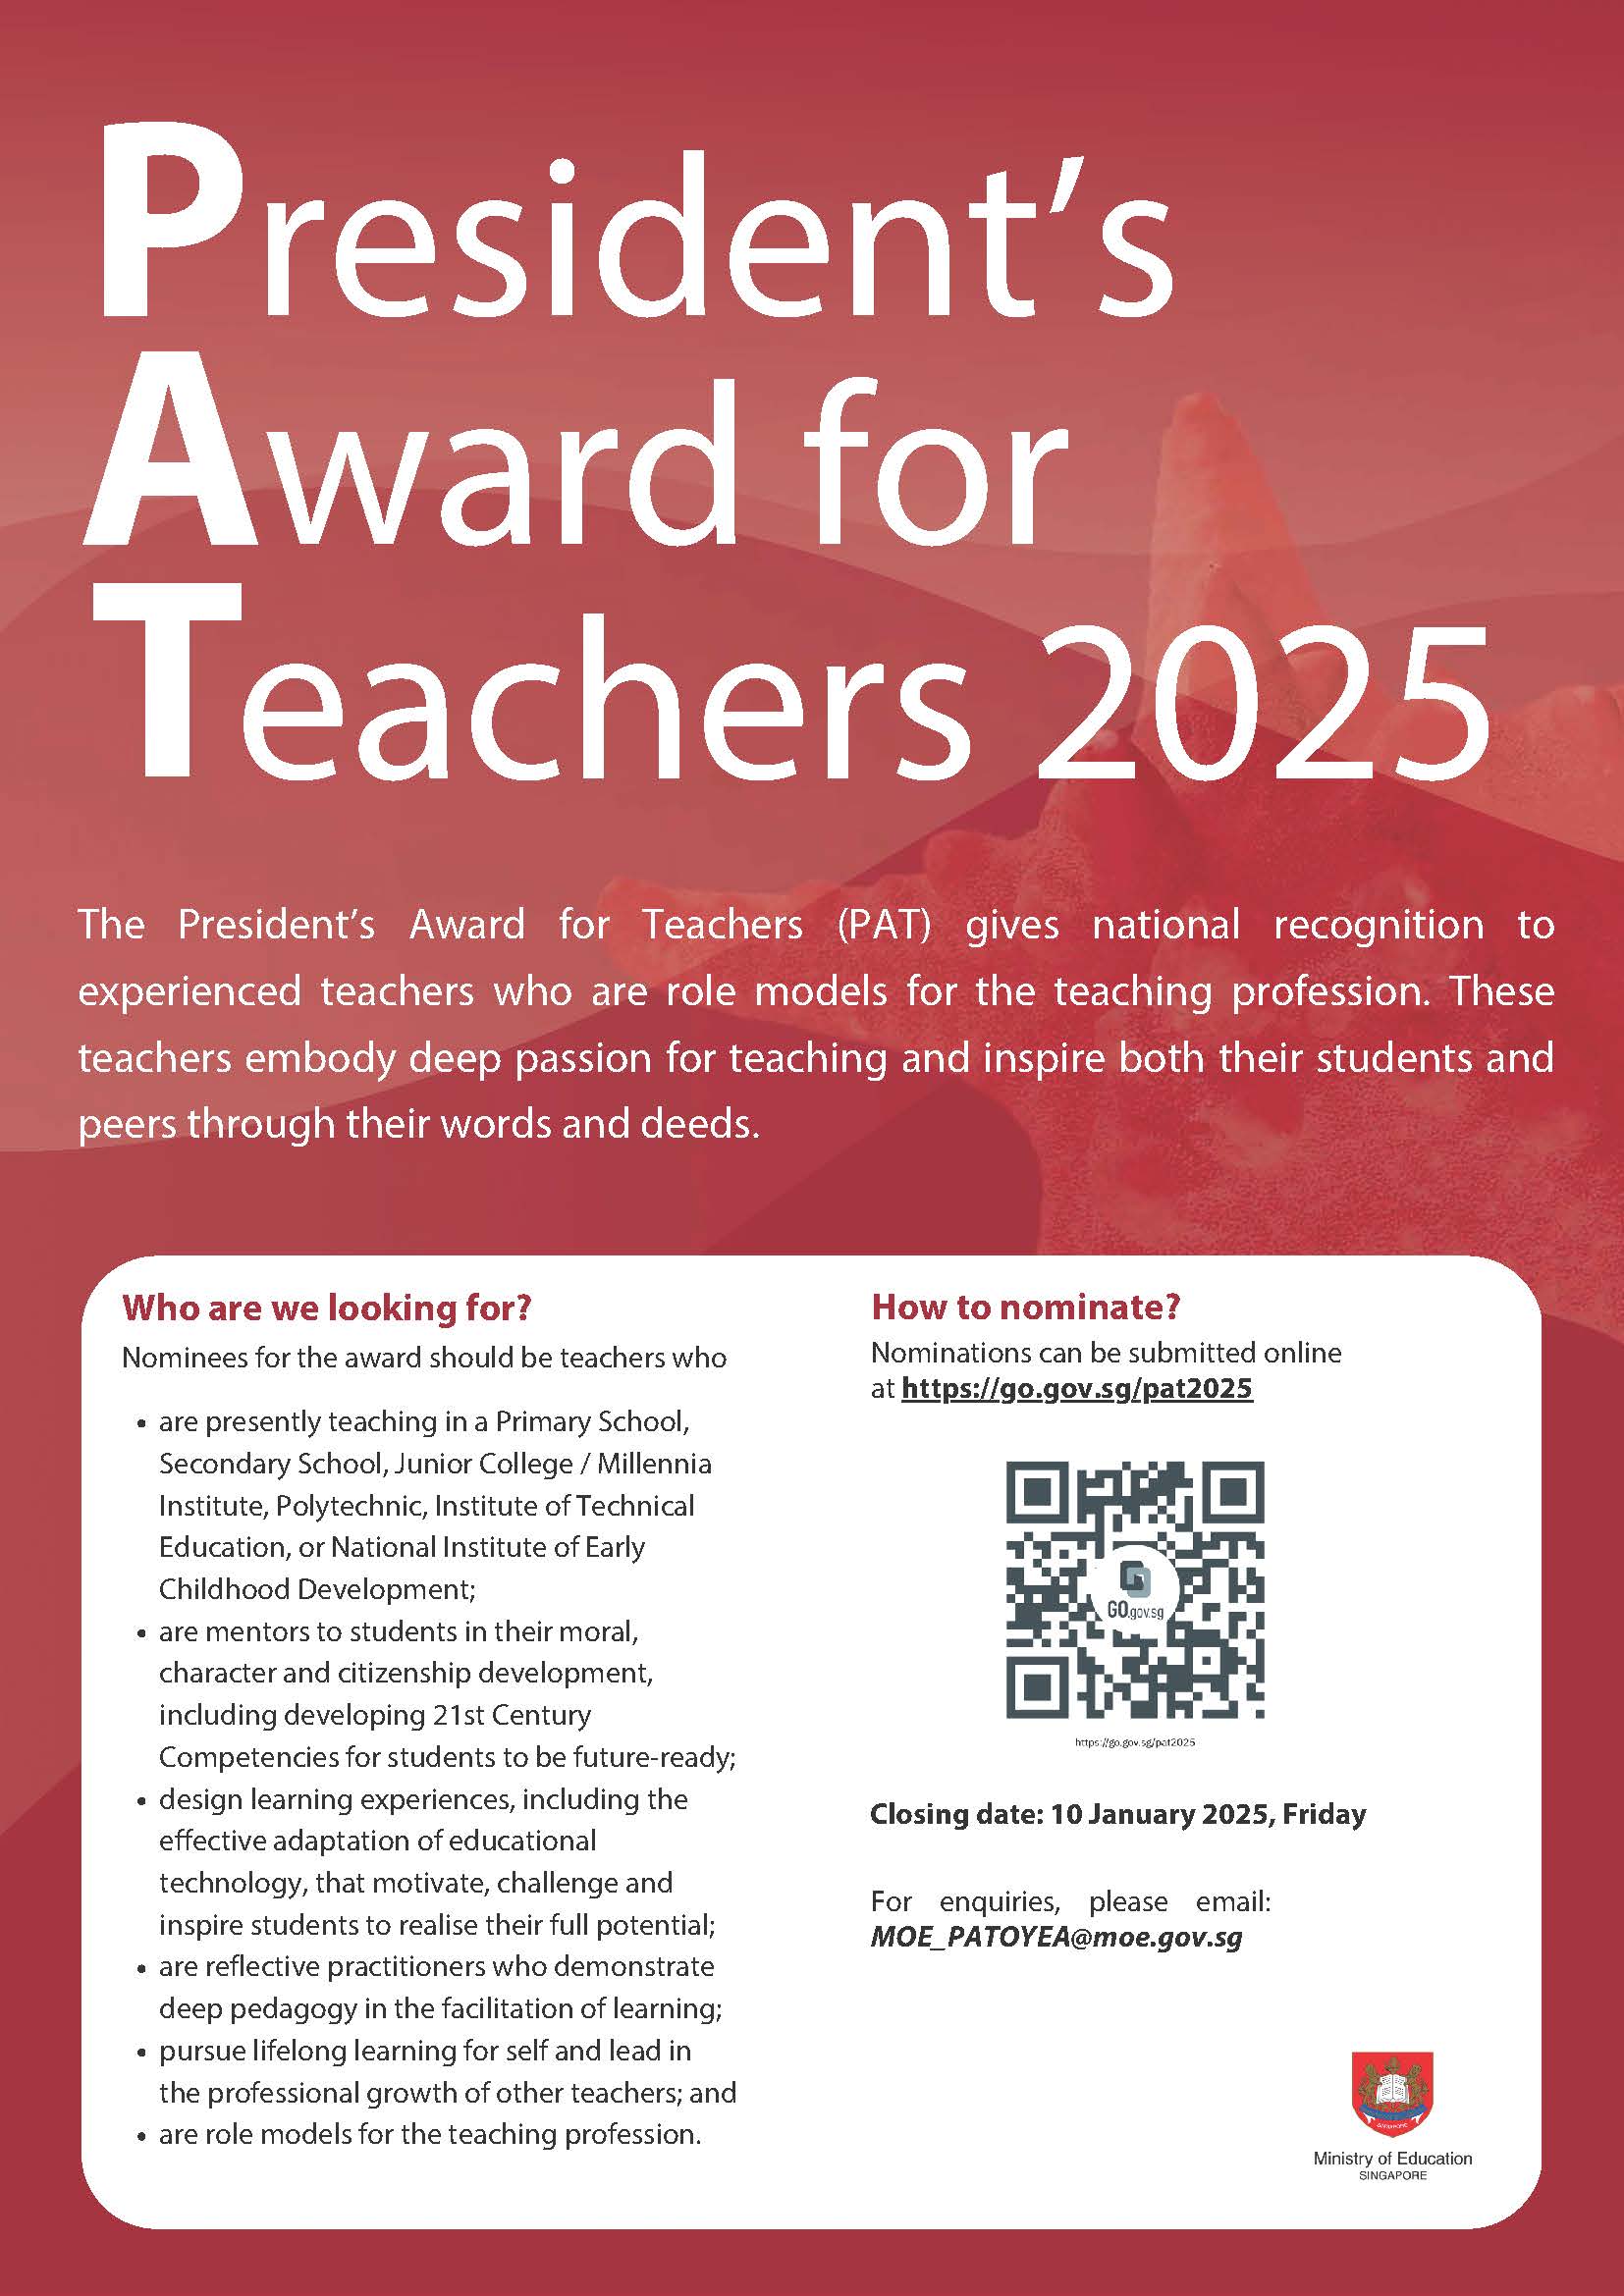 President’s
Award for
Teachers 2025
The President’s Award for Teachers (PAT) gives national recognition to
experienced teachers who are role models for the teaching profession. These
teachers embody deep passion for teaching and inspire both their students and
peers through their words and deeds.
Who are we looking for?
Nominees for the award should be teachers who
• are presently teaching in a Primary School,
Secondary School, Junior College / Millennia
Institute, Polytechnic, Institute of Technical
Education, or National Institute of Early
Childhood Development;
• are mentors to students in their moral,
character and citizenship development,
including developing 21st Century
Competencies for students to be future-ready;
• design learning experiences, including the
effective adaptation of educational
technology, that motivate, challenge and
inspire students to realise their full potential;
• are reflective practitioners who demonstrate
deep pedagogy in the facilitation of learning;
• pursue lifelong learning for self and lead in
the professional growth of other teachers; and
• are role models for the teaching profession.
How to nominate?
Nominations can be submitted online
at https://go.gov.sg/pat2025
GO.gov.sg
https://go.gov.sg/pat2025
Closing date: 10 January 2025, Friday
For enquiries, please email:
MOE_PATOYEA@moe.gov.sg
Ministry of Education
SINGAPORE